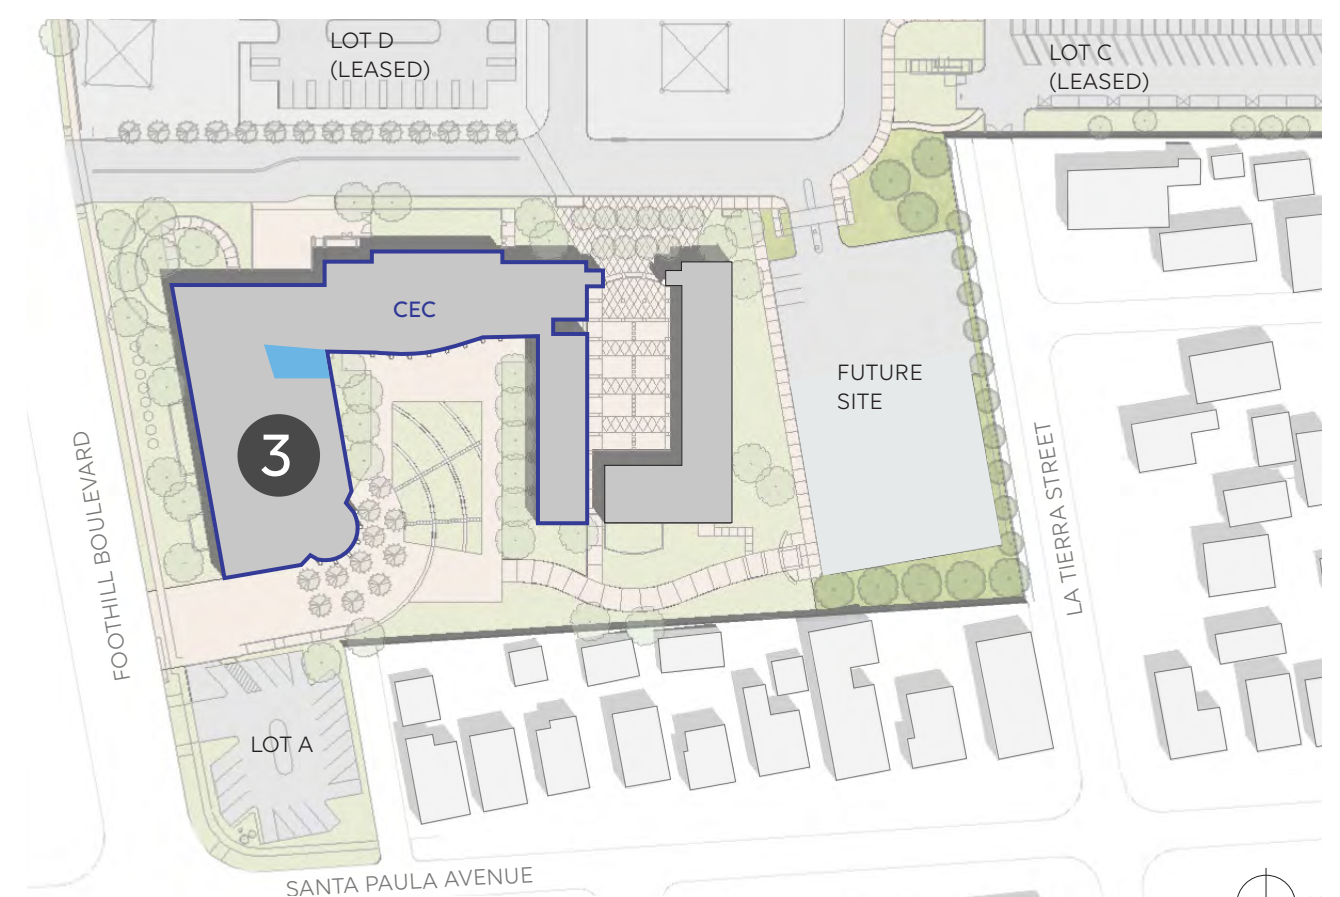 LOT D
(LEASED)
LOT C
(LEASED)
CEC
FUTURE
SITE
3
FOOTHILL BOULEVARD
LA TIERRA STREET
LOT A
SANTA PAULA AVENUE